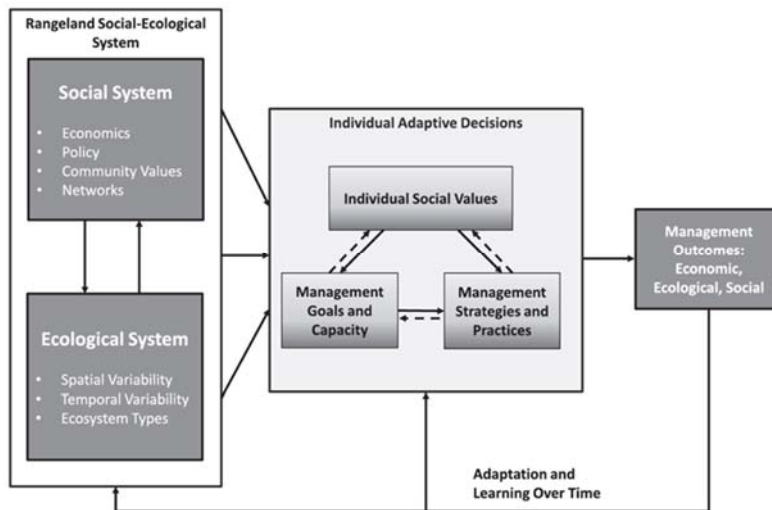 Rangeland Social-Ecological
System
Social System
• Economics
• Policy
• Community Values
• Networks
Ecological System
• Spatial Variability
• Temporal Variability
• Ecosystem Types
Individual Adaptive Decisions
Individual Social Values
Management
Goals and
Capacity
Management
Strategies and
Practices
Management
Outcomes:
Economic,
Ecological, Social
Adaptation and
Learning Over Time